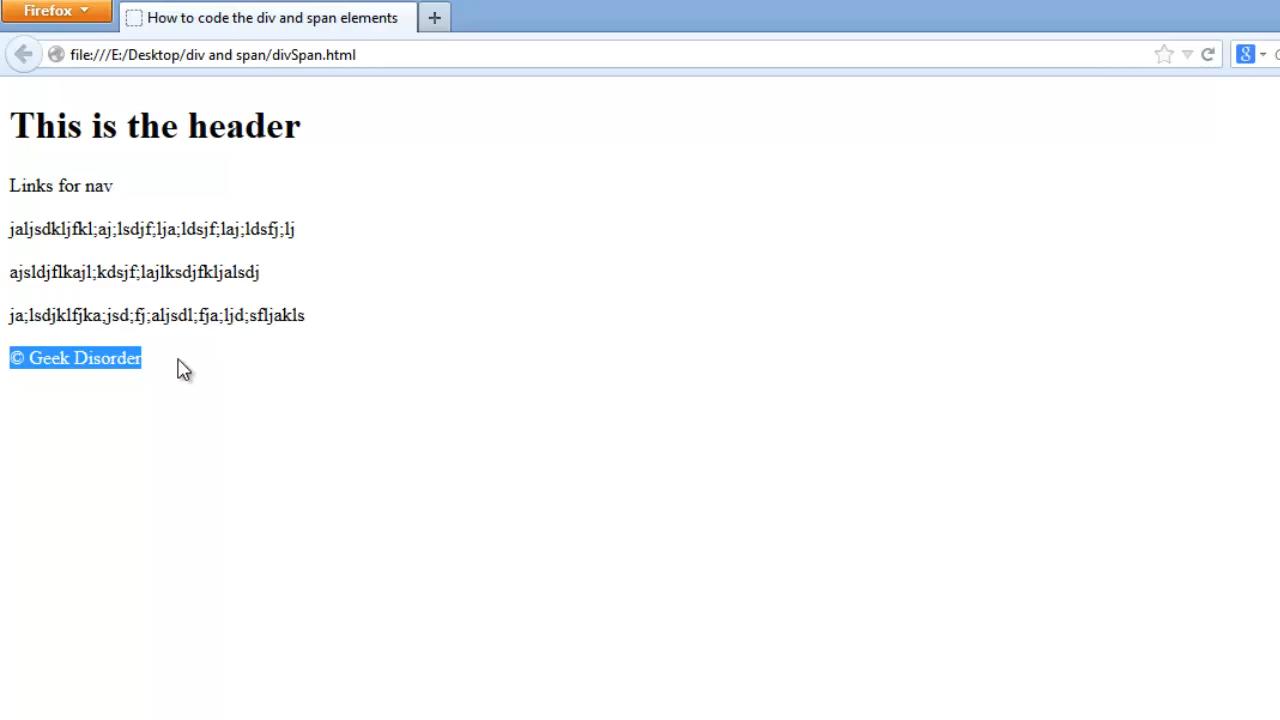 Firefox
How to code the div and span elements
file:///E:/Desktop/div and span/divSpan.html
This is the header
Links for nav
jaljsdkljfkl;aj;lsdjf;lja;ldsjf;laj;ldsfj;lj
ajsldjflkajl;kdsjf;lajlksdjfkljalsdj
ja;lsdjklfjka;jsd;fj;aljsdl;fja;ljd;sfljakls
© Geek Disorder